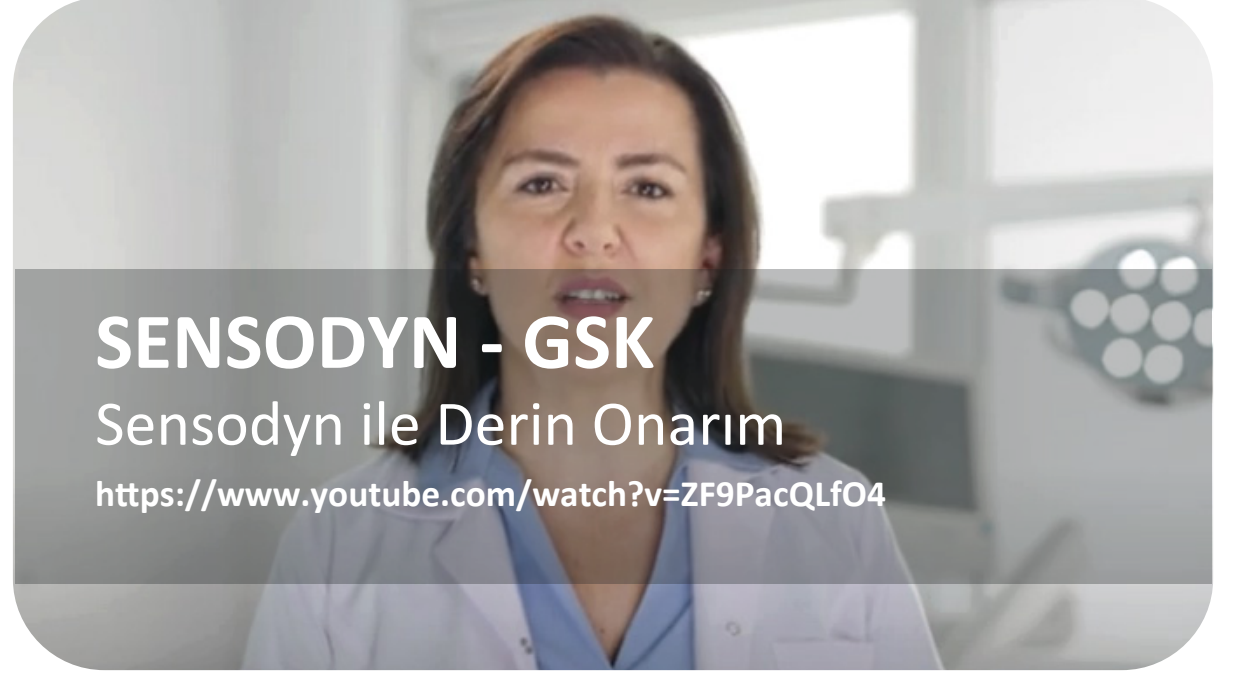 SENSODYN - GSK
Sensodyn ile Derin Onarım
https://www.youtube.com/watch?v=ZF9PacQLfO4